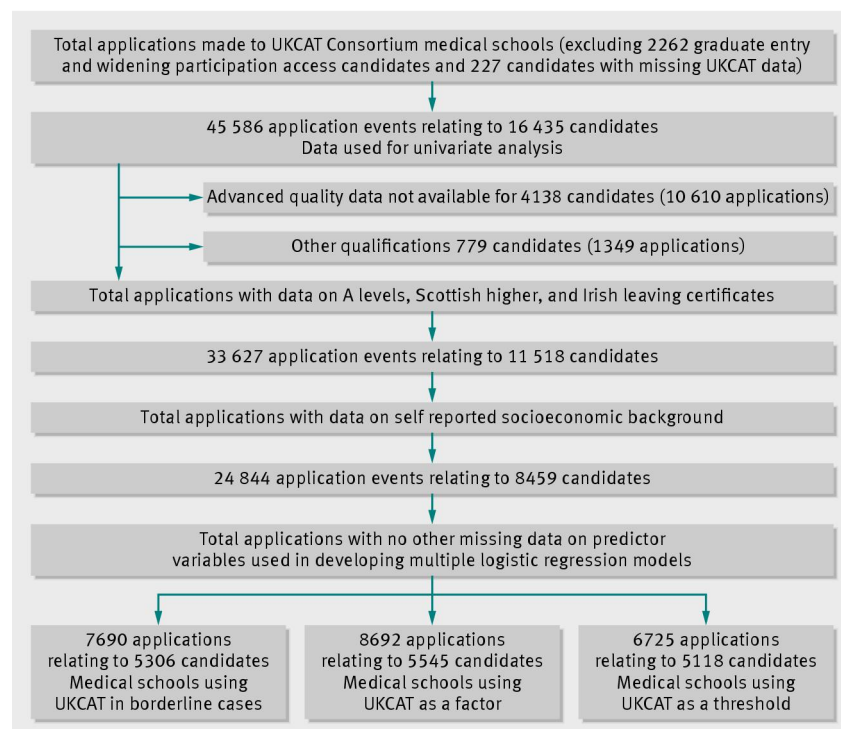 Total applications made to UKCAT Consortium medical schools (excluding 2262 graduate entry
and widening participation access candidates and 227 candidates with missing UKCAT data)
45 586 application events relating to 16 435 candidates
Data used for univariate analysis
Advanced quality data not available for 4138 candidates (10 610 applications)
Other qualifications 779 candidates (1349 applications)
Total applications with data on A levels, Scottish higher, and Irish leaving certificates
33 627 application events relating to 11 518 candidates
Total applications with data on self reported socioeconomic background
24 844 application events relating to 8459 candidates
Total applications with no other missing data on predictor
variables used in developing multiple logistic regression models
7690 applications
relating to 5306 candidates
Medical schools using
UKCAT in borderline cases
8692 applications
relating to 5545 candidates
Medical schools using
UKCAT as a factor
6725 applications
relating to 5118 candidates
Medical schools using
UKCAT as a threshold